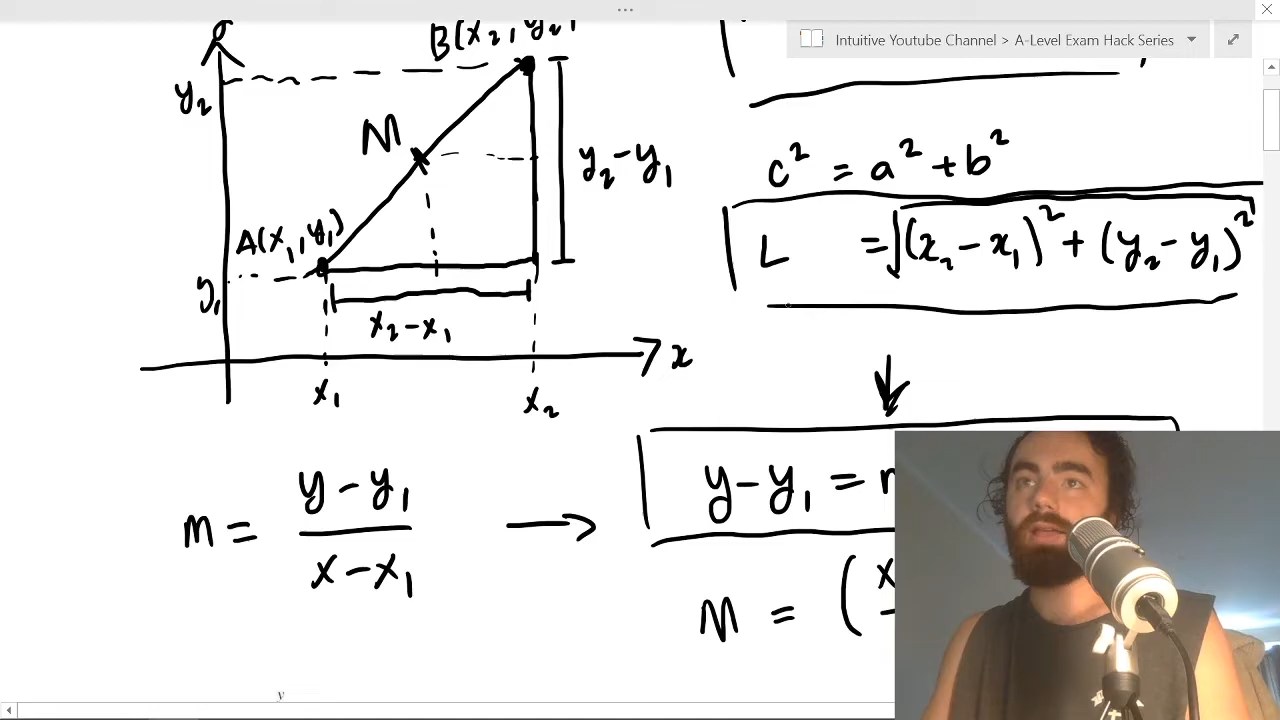 Intuitive Youtube Channel > A-Level Exam Hack Series
B(x₂, y₂)
y₂
M
y₂-y₁
A(x₁, y₁)
y₁
x₂-x₁
x
x₁
x₂
c² = a² + b²
L = √(x₂-x₁)² + (y₂-y₁)²
m = y-y₁ / x-x₁
y-y₁ =
M = (x
y